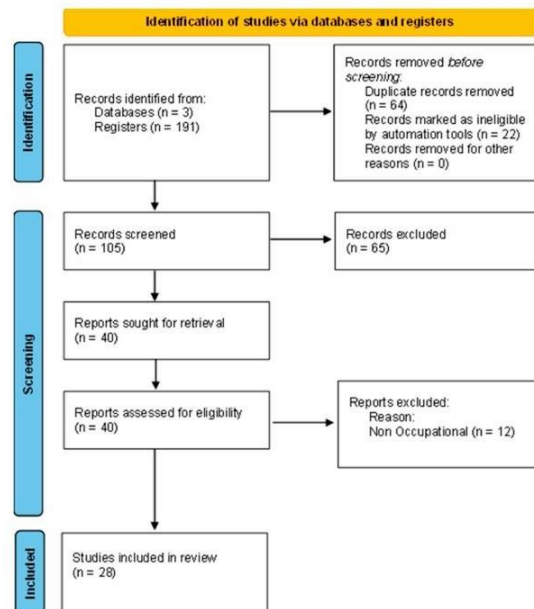 Identification of studies via databases and registers
Identification
Records identified from:
Databases (n = 3)
Registers (n = 191)
Records removed before
screening:
Duplicate records removed
(n = 64)
Records marked as ineligible
by automation tools (n = 22)
Records removed for other
reasons (n = 0)
Screening
Records screened
(n = 105)
Records excluded
(n = 65)
Reports sought for retrieval
(n = 40)
Reports assessed for eligibility
(n = 40)
Reports excluded:
Reason:
Non Occupational (n = 12)
Included
Studies included in review
(n = 28)